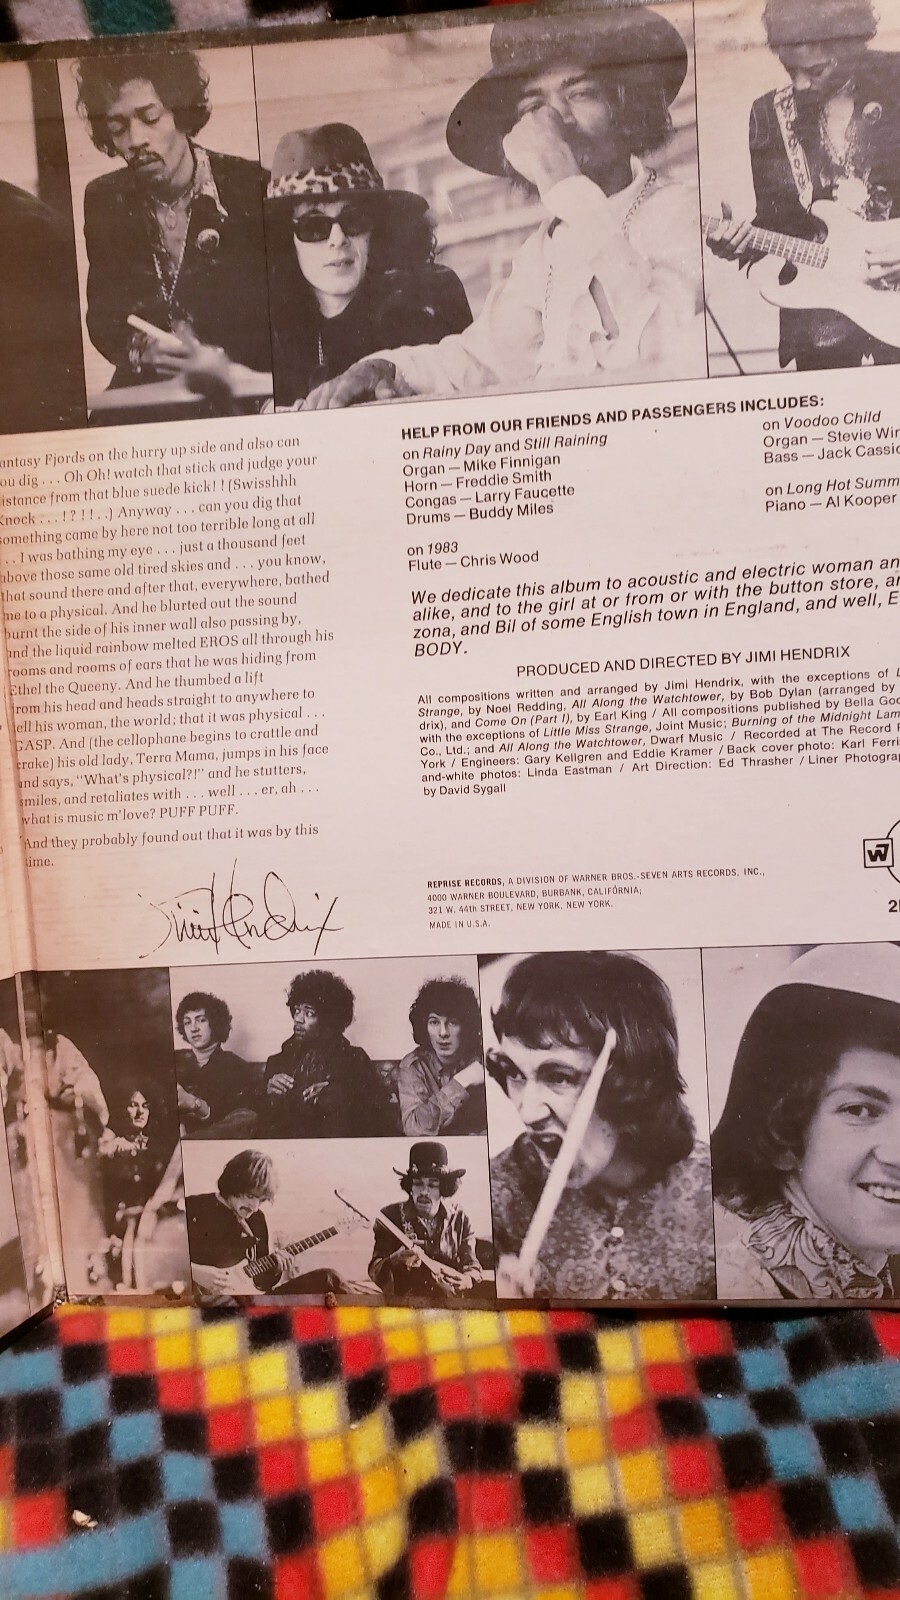 antasy Fjords on the hurry up side and also can
ou dig . . . Oh Oh! watch that stick and judge your
istance from that blue suede kick! ! (Swisshhh
Knock . . . ! ? ! ! . .) Anyway . . . can you dig that
something came by here not too terrible long at all
. . . I was bathing my eye . . . just a thousand feet
above those same old tired skies and . . . you know,
that sound there and after that, everywhere, bathed
me to a physical. And he blurted out the sound
burnt the side of his inner wall also passing by,
and the liquid rainbow melted EROS all through his
rooms and rooms of ears that he was hiding from
Ethel the Queeny. And he thumbed a lift
from his head and heads straight to anywhere to
ell his woman, the world; that it was physical . . .
GASP. And (the cellophane begins to crattle and
crake) his old lady, Terra Mama, jumps in his face
and says, "What's physical?!" and he stutters,
smiles, and retaliates with . . . well . . . er, ah . . .
what is music m'love? PUFF PUFF.
And they probably found out that it was by this
time.
Jimi Hendrix
HELP FROM OUR FRIENDS AND PASSENGERS INCLUDES:
on Rainy Day and Still Raining
Organ — Mike Finnigan
Horn — Freddie Smith
Congas — Larry Faucette
Drums — Buddy Miles
on 1983
Flute — Chris Wood
on Voodoo Child
Organ — Stevie Wi
Bass — Jack Cassi
on Long Hot Summ
Piano — Al Kooper
We dedicate this album to acoustic and electric woman an
alike, and to the girl at or from or with the button store, a
zona, and Bil of some English town in England, and well, E
BODY.
PRODUCED AND DIRECTED BY JIMI HENDRIX
All compositions written and arranged by Jimi Hendrix, with the exceptions of L
Strange, by Noel Redding, All Along the Watchtower, by Bob Dylan (arranged by
drix), and Come On (Part I), by Earl King / All compositions published by Bella Go
with the exceptions of Little Miss Strange, Joint Music; Burning of the Midnight Lam
Co., Ltd.; and All Along the Watchtower, Dwarf Music / Recorded at The Record P
York / Engineers: Gary Kellgren and Eddie Kramer / Back cover photo: Karl Ferri
and-white photos: Linda Eastman / Art Direction: Ed Thrasher / Liner Photogra
by David Sygall
W7
2
REPRISE RECORDS, A DIVISION OF WARNER BROS.-SEVEN ARTS RECORDS, INC.,
4000 WARNER BOULEVARD, BURBANK, CALIFORNIA;
321 W. 44th STREET, NEW YORK, NEW YORK.
MADE IN U.S.A.